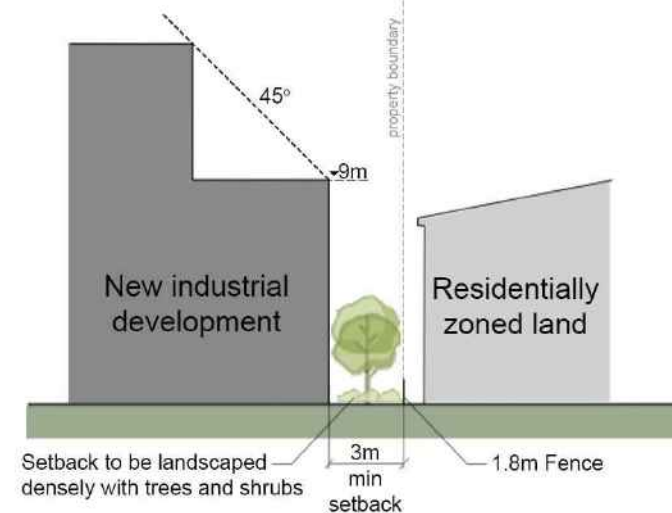 45°
property boundary
9m
New industrial
development
Residentially
zoned land
Setback to be landscaped
densely with trees and shrubs
3m
min
setback
1.8m Fence